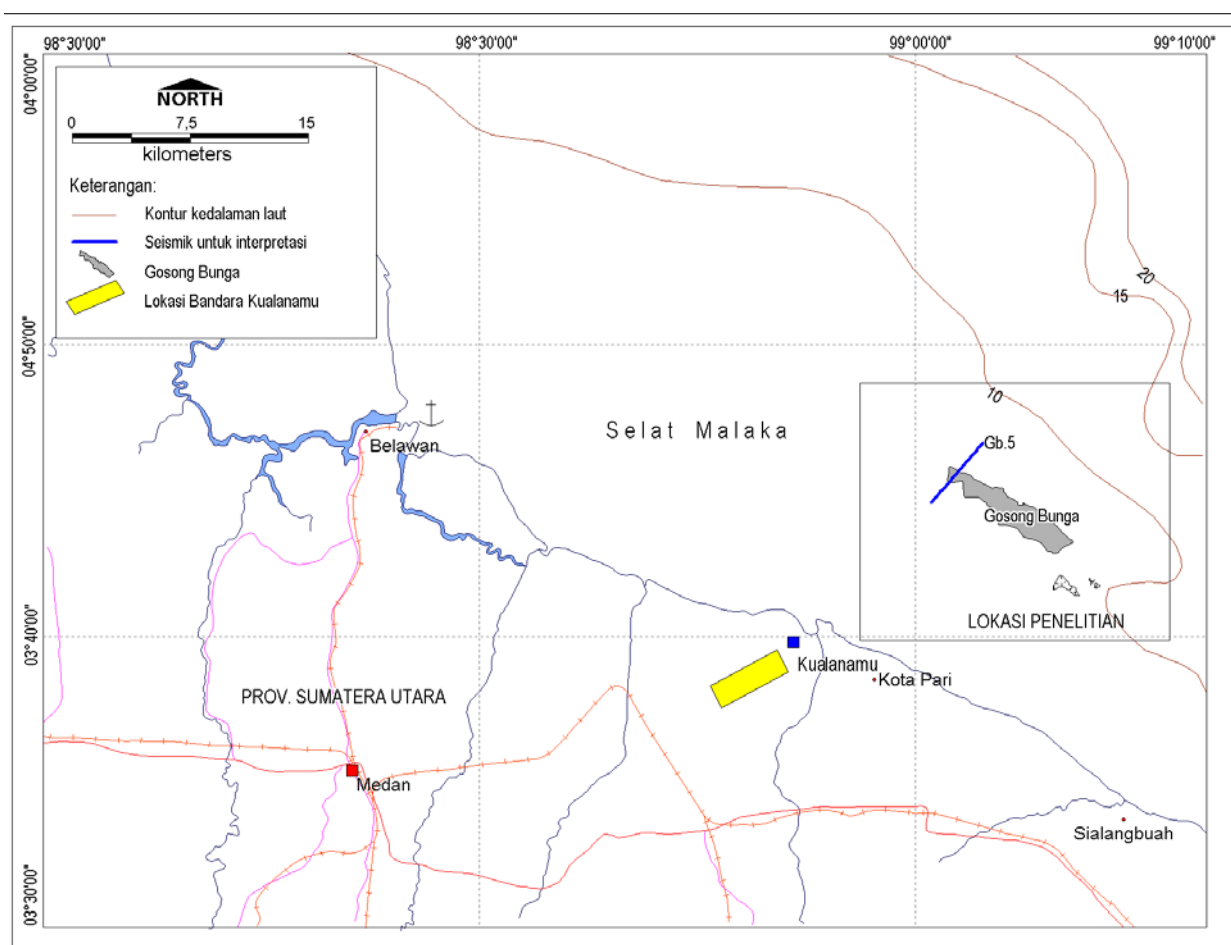 98°30'00"
98°30'00"
99°00'00"
99°10'00"
04°00'00"
NORTH
0 7,5 15
kilometers
Keterangan:
Kontur kedalaman laut
Seismik untuk interpretasi
Gosong Bunga
Lokasi Bandara Kualanamu
20
15
04°50'00"
10
Selat Malaka
Belawan
Gb.5
Gosong Bunga
LOKASI PENELITIAN
03°40'00"
Kualanamu
Kota Pari
PROV. SUMATERA UTARA
Medan
Sialangbuah
03°30'00"